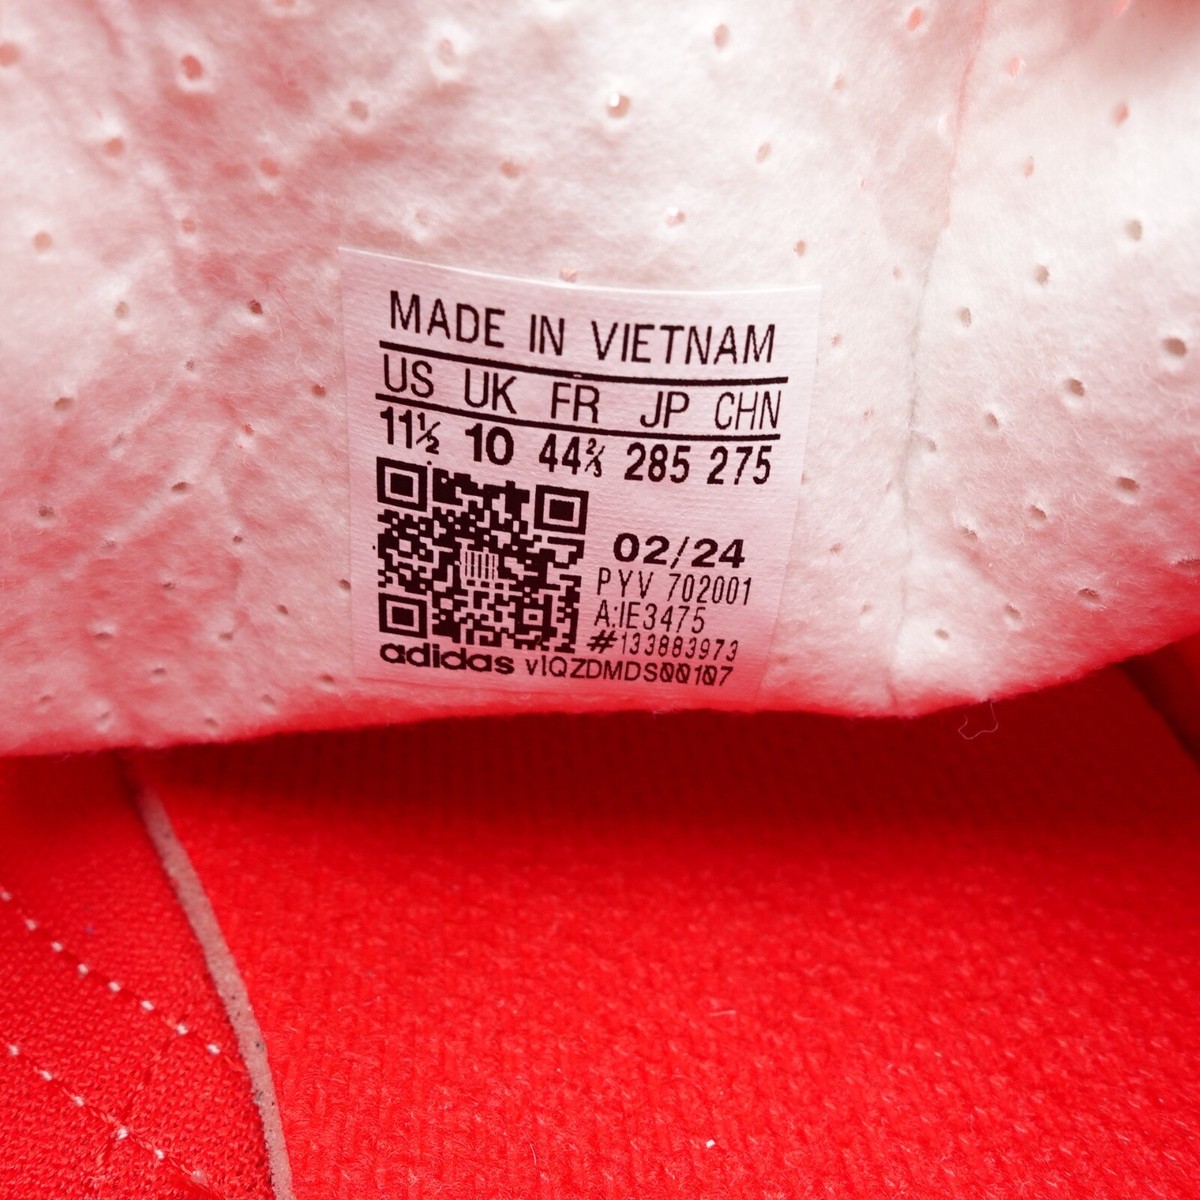 MADE IN VIETNAM
US UK FR JP CHN
11½ 10 44⅔ 285 275
02/24
PYV 702001
A:IE3475
#133883973
adidas vIQZDMDS00107